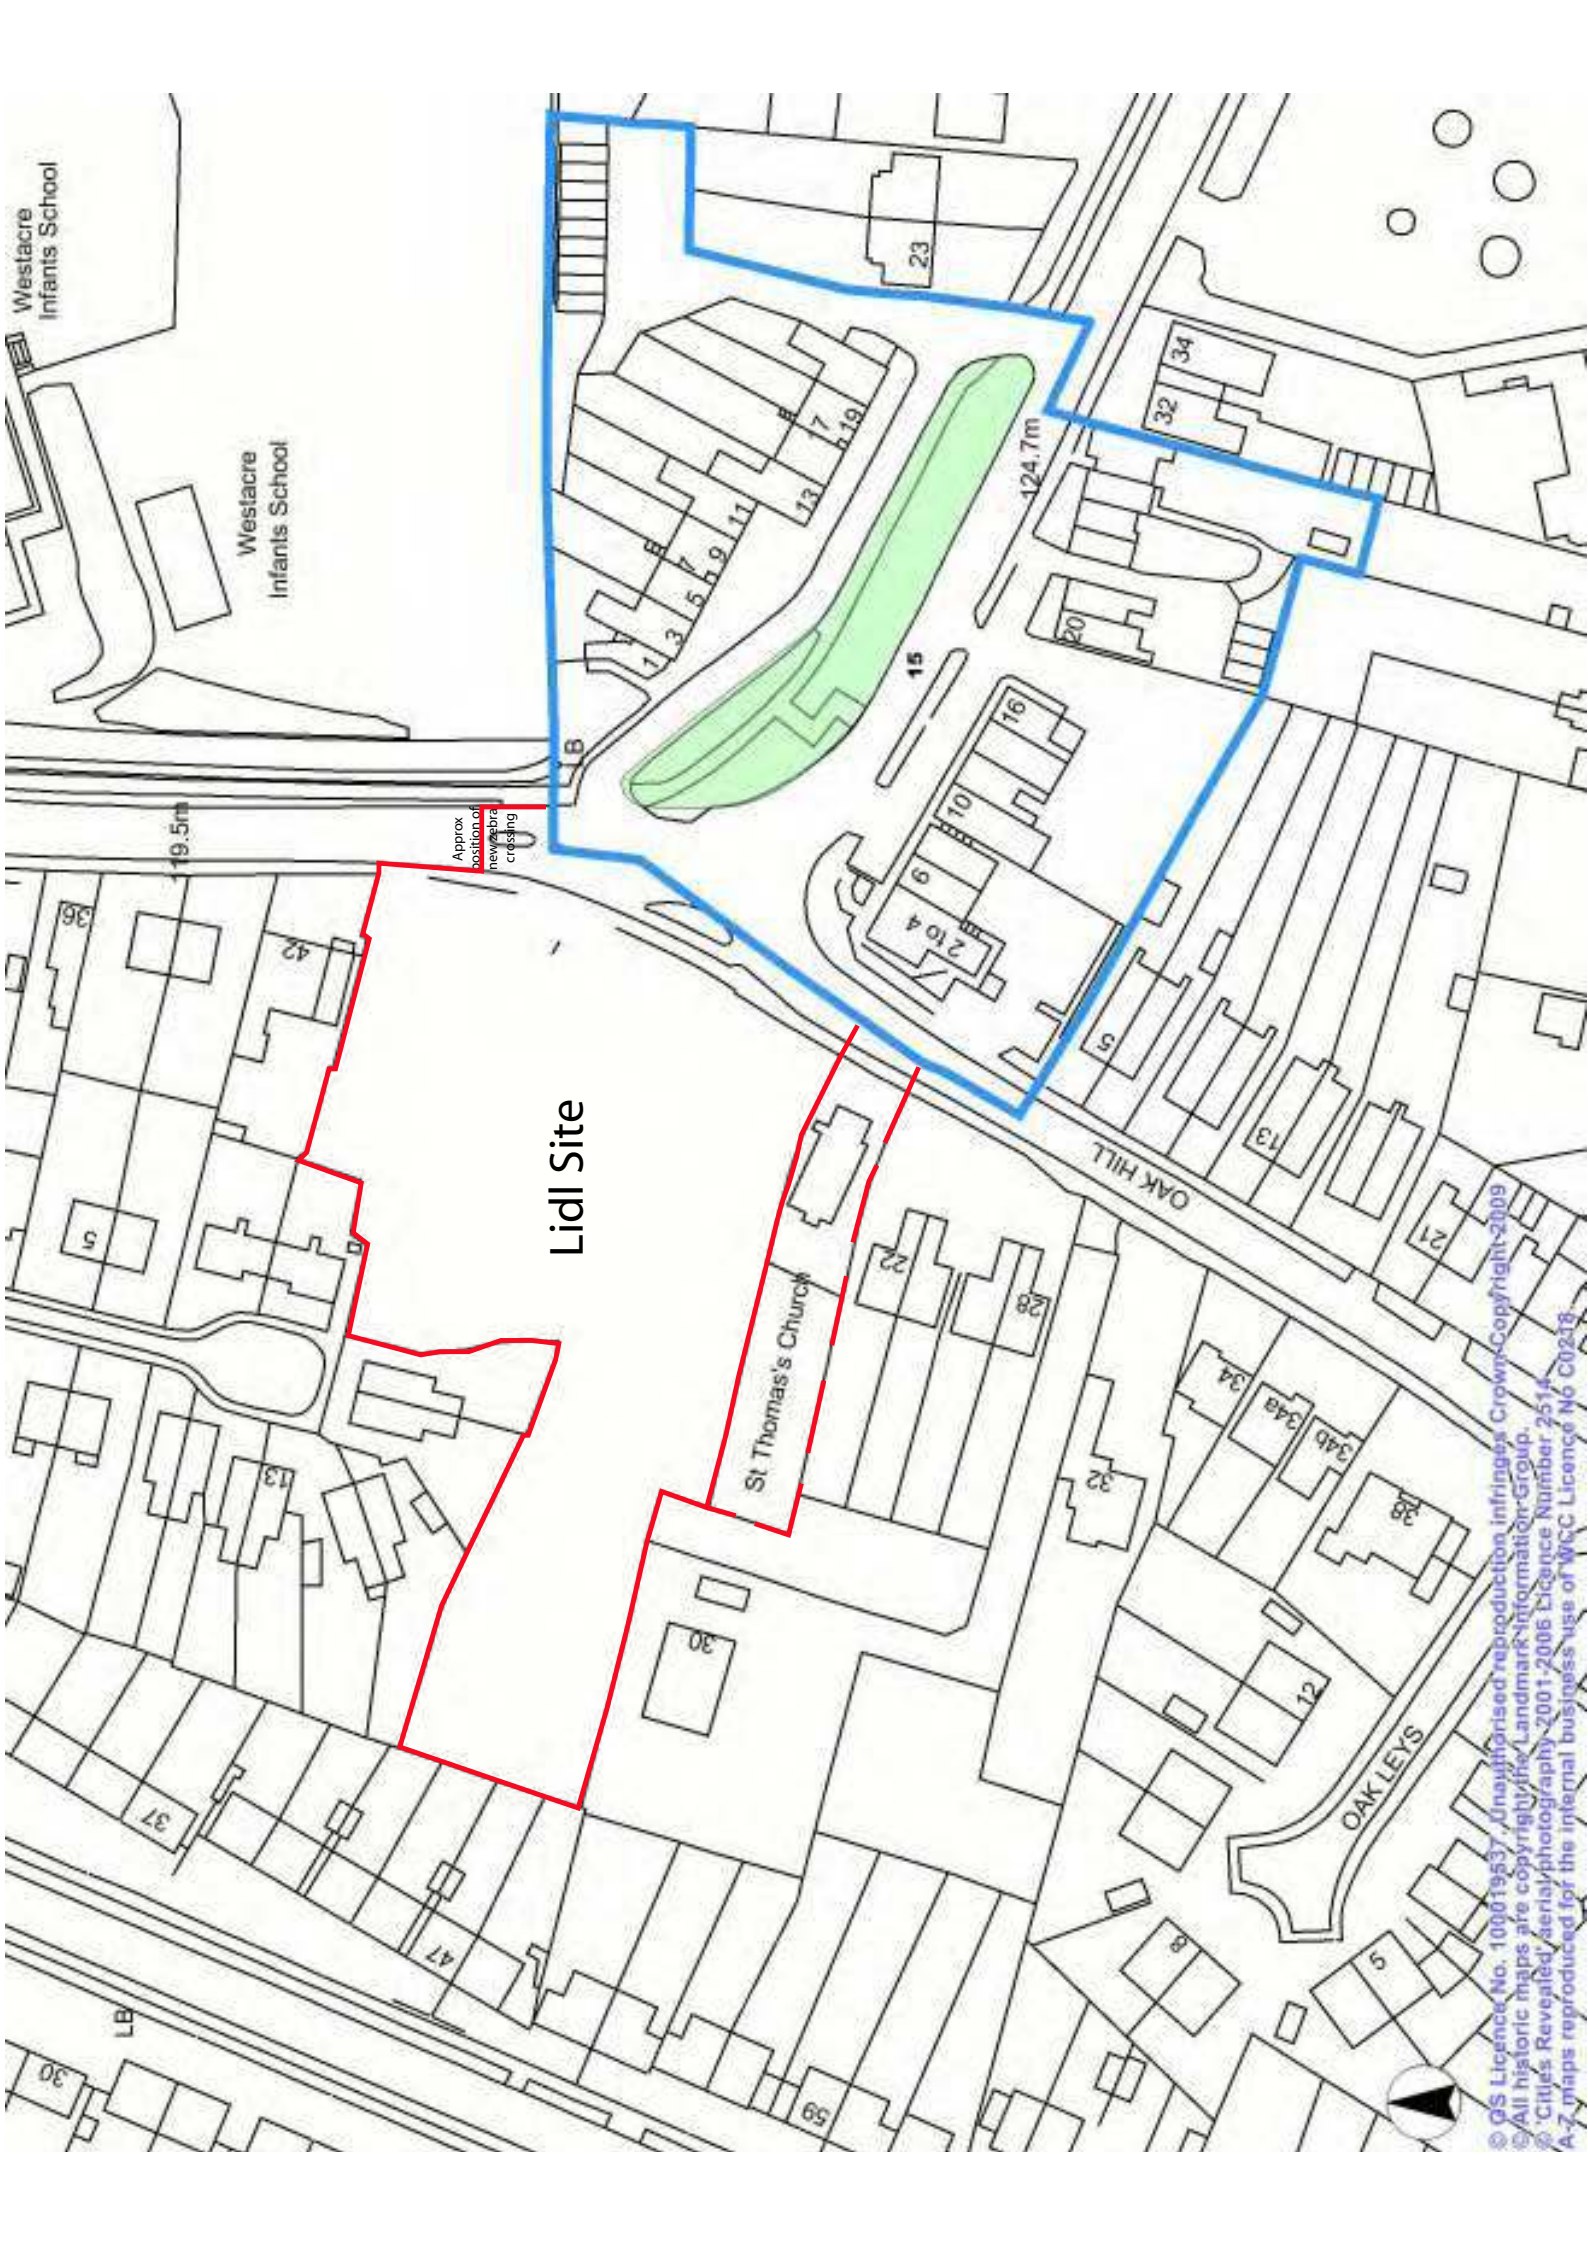 Westacre
Infants School
Westacre
Infants School
119.5m
Approx
position of
new zebra
crossing
B
23
1
3
5
7
9
11
13
17
19
124.7m
32
34
15
20
16
10
6
2 to 4
36
42
5
Lidl Site
St Thomas's Church
22
28
OAK HILL
5
13
21
13
30
32
34
34a
34b
38
12
OAK LEYS
37
47
59
8
5
LB
30
© OS Licence No. 100019537. Unauthorised reproduction infringes Crown Copyright 2009
© All historic maps are copyright the Landmark Information Group.
© Cities Revealed aerial photography 2001-2006 Licence Number 2514
A-Z maps reproduced for the internal business use of WCC Licence No C0218